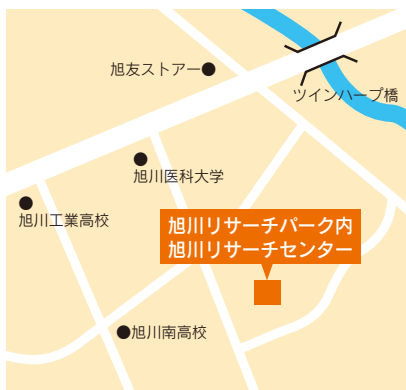 旭友ストアー
ツインハープ橋
旭川医科大学
旭川工業高校
旭川リサーチパーク内
旭川リサーチセンター
旭川南高校